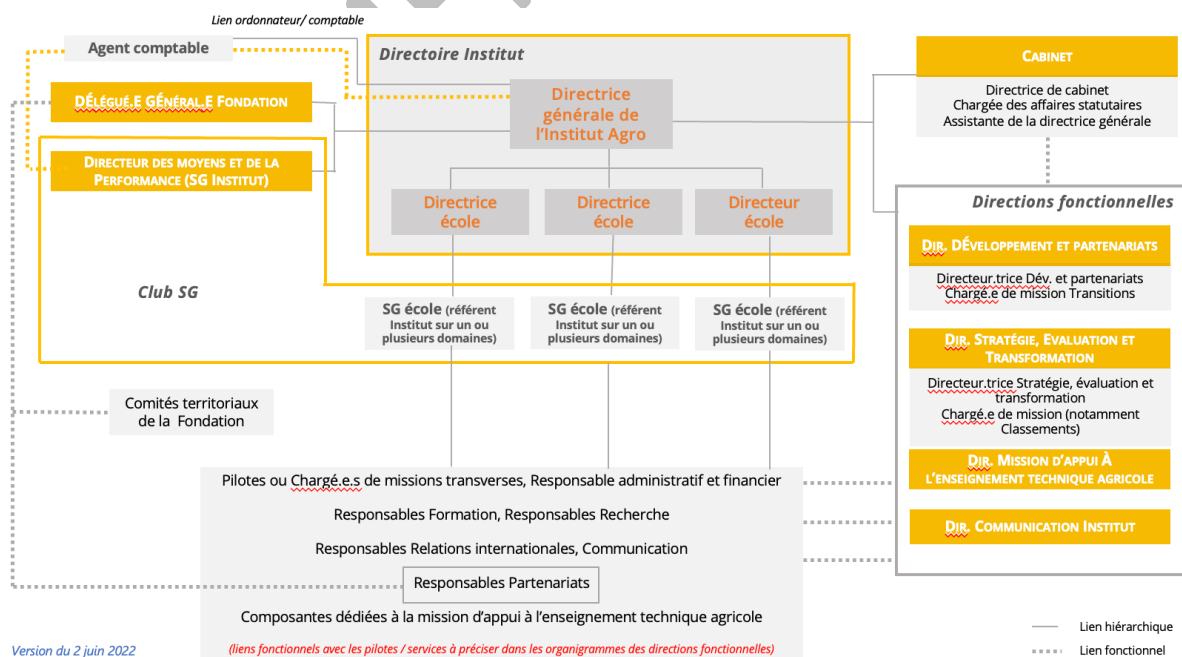 Lien ordonnateur/ comptable
Agent comptable
DÉLÉGUÉ.E GÉNÉRAL.E FONDATION
DIRECTEUR DES MOYENS ET DE LA
PERFORMANCE (SG INSTITUT)
Club SG
Directoire Institut
Directrice
générale de
l'Institut Agro
Directrice
école
Directrice
école
Directeur
école
SG école (référent
Institut sur un ou
plusieurs domaines)
SG école (référent
Institut sur un ou
plusieurs domaines)
SG école (référent
Institut sur un ou
plusieurs domaines)
CABINET
Directrice de cabinet
Chargée des affaires statutaires
Assistante de la directrice générale
Directions fonctionnelles
DIR. DÉVELOPPEMENT ET PARTENARIATS
Directeur.trice Dév. et partenariats
Chargé.e de mission Transitions
DIR. STRATÉGIE, EVALUATION ET
TRANSFORMATION
Directeur.trice Stratégie, évaluation et
transformation
Chargé.e de mission (notamment
Classements)
DIR. MISSION D'APPUI À
L'ENSEIGNEMENT TECHNIQUE AGRICOLE
DIR. COMMUNICATION INSTITUT
Comités territoriaux
de la Fondation
Pilotes ou Chargé.e.s de missions transverses, Responsable administratif et financier
Responsables Formation, Responsables Recherche
Responsables Relations internationales, Communication
Responsables Partenariats
Composantes dédiées à la mission d'appui à l'enseignement technique agricole
(liens fonctionnels avec les pilotes / services à préciser dans les organigrammes des directions fonctionnelles)
Version du 2 juin 2022
Lien hiérarchique
Lien fonctionnel